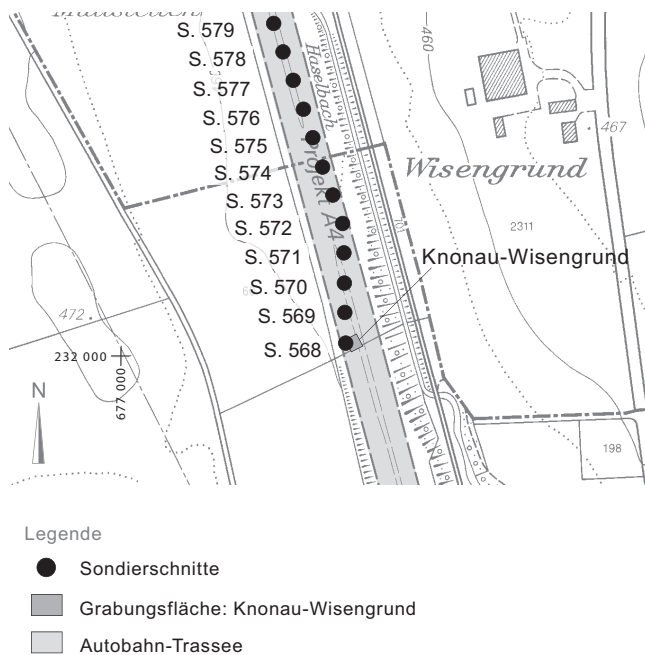 S. 579
460
S. 578
Haselbach
S. 577
S. 576
467
S. 575
Projekt A4
S. 574
Wisengrund
S. 573
S. 572
2311
701
S. 571
Knonau-Wisengrund
S. 570
S. 569
472
S. 568
232 000
677 000
N
198
Legende
Sondierschnitte
Grabungsfläche: Knonau-Wisengrund
Autobahn-Trassee